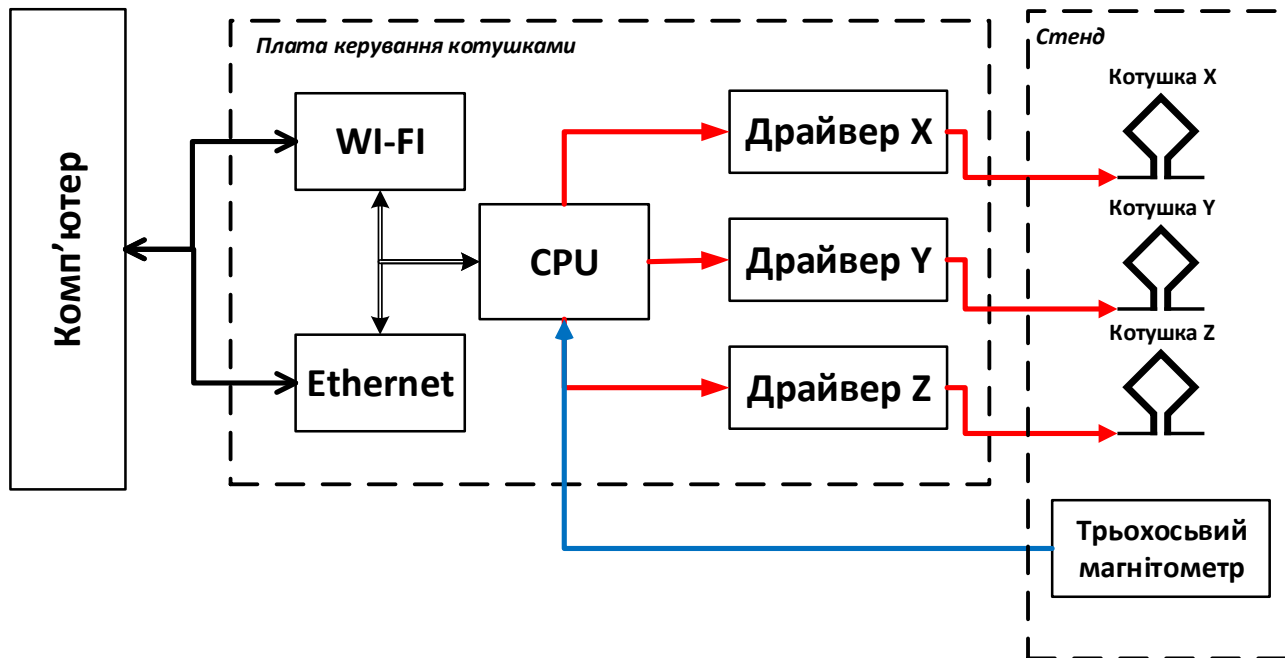 Комп’ютер
Плата керування котушками
WI-FI
CPU
Ethernet
Драйвер X
Драйвер Y
Драйвер Z
Стенд
Котушка X
Котушка Y
Котушка Z
Трьохосьвий
магнітометр